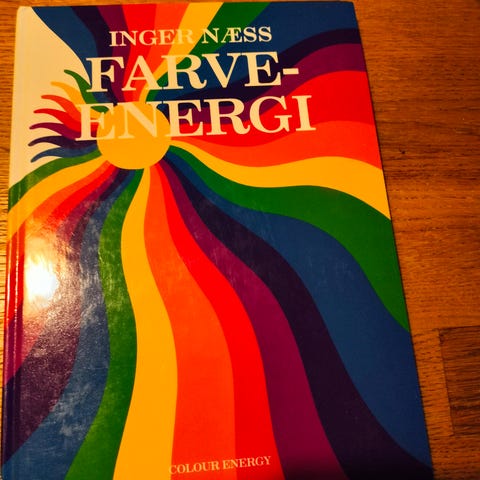 INGER NÆSS
FARVE-
ENERGI
COLOUR ENERGY